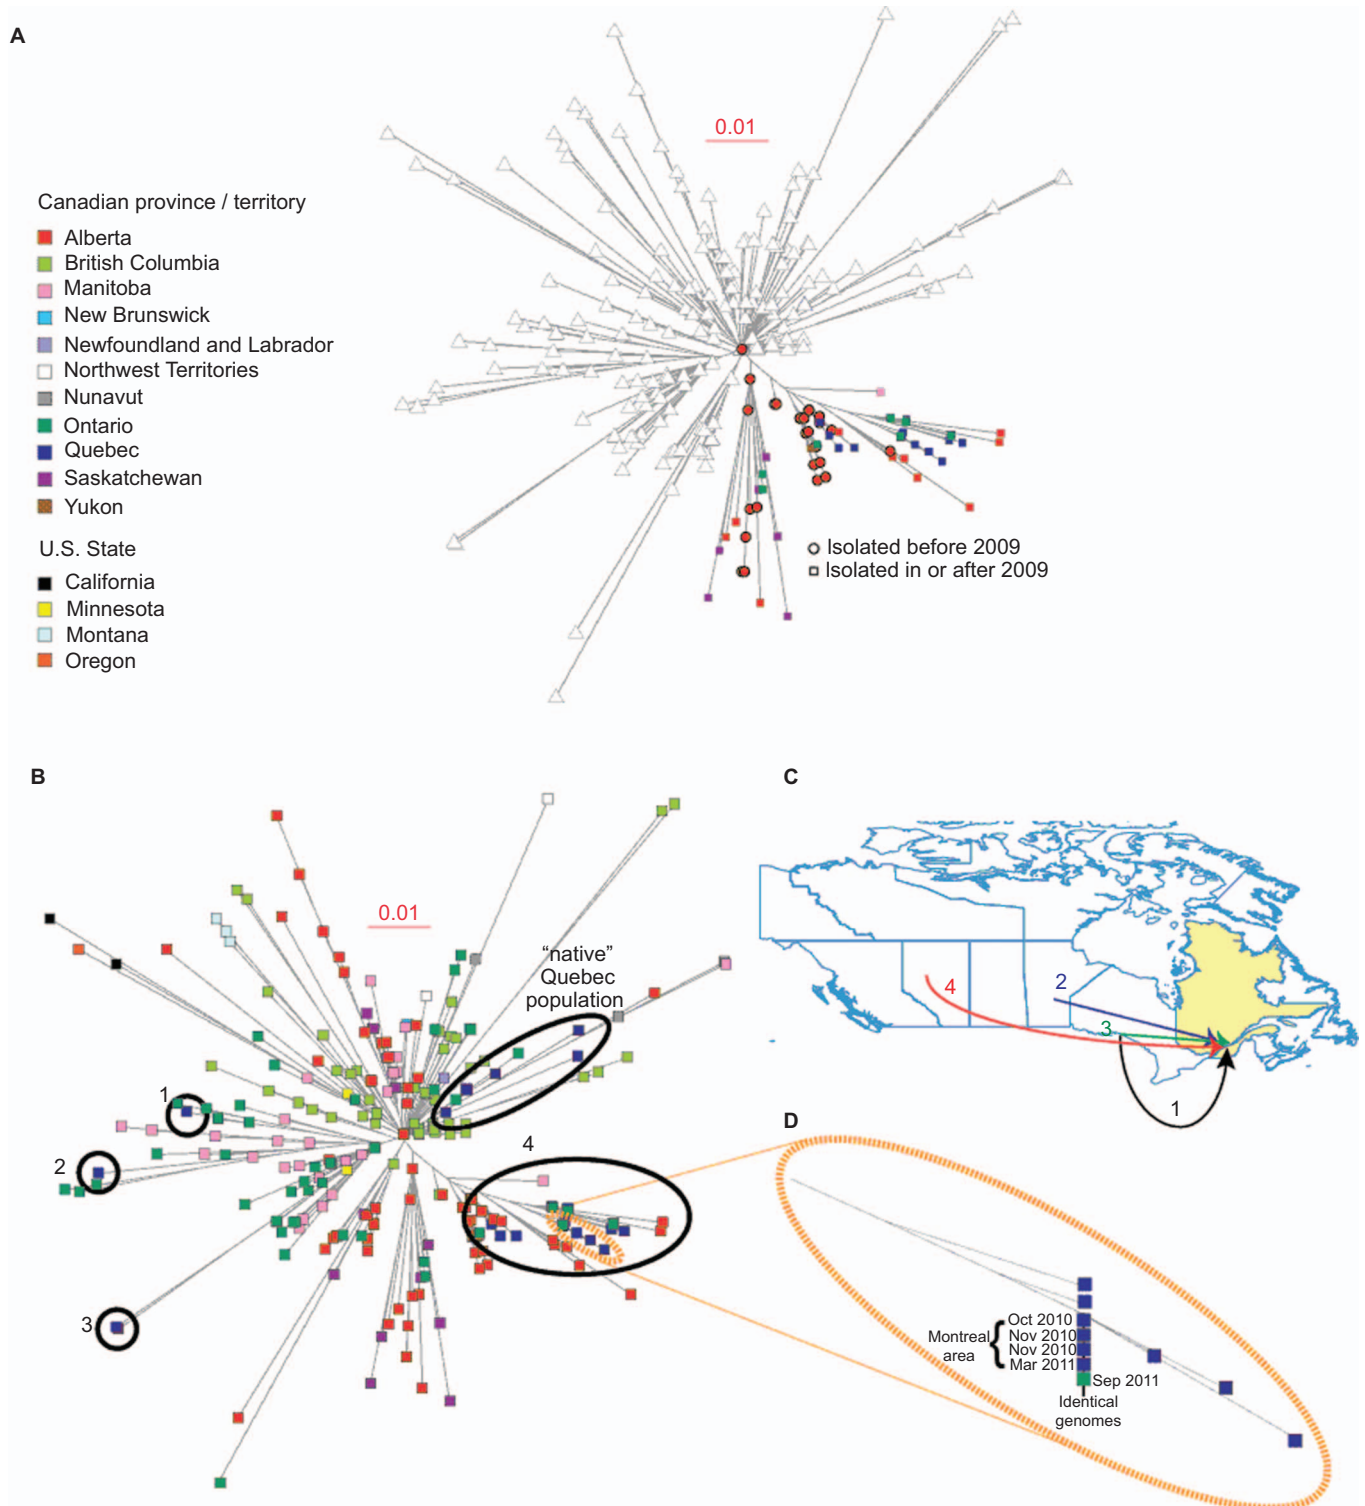 A
0.01
Canadian province / territory
Alberta
British Columbia
Manitoba
New Brunswick
Newfoundland and Labrador
Northwest Territories
Nunavut
Ontario
Quebec
Saskatchewan
Yukon
U.S. State
California
Minnesota
Montana
Oregon
Isolated before 2009
Isolated in or after 2009
B
0.01
“native”
Quebec
population
1
2
3
4
C
4
2
3
1
D
Oct 2010
Nov 2010
Nov 2010
Mar 2011
Montreal
area
Sep 2011
Identical
genomes